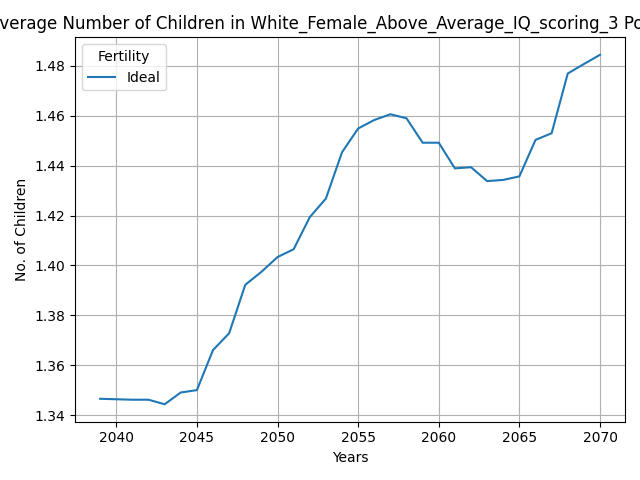 verage Number of Children in White_Female_Above_Average_IQ_scoring_3 Po
Fertility
Ideal
1.48
1.46
1.44
1.42
1.40
1.38
1.36
1.34
No. of Children
2040 2045 2050 2055 2060 2065 2070
Years